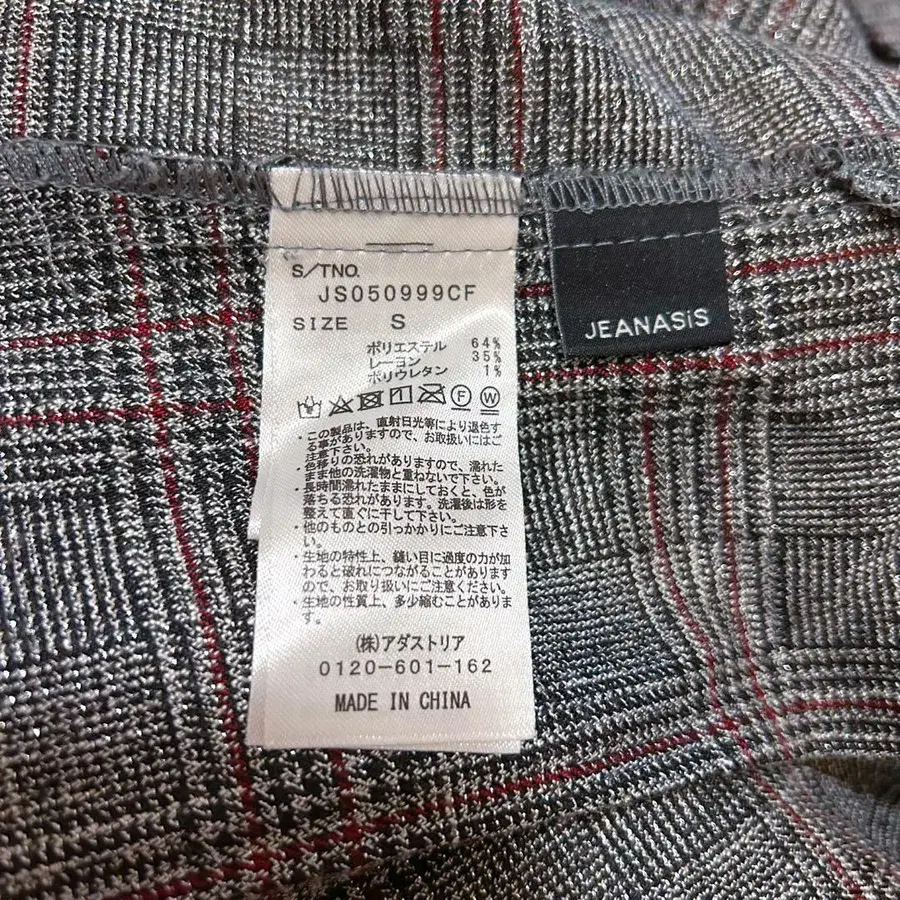 S/TNO.
JS050999CF
SIZE S
ポリエステル 64%
レーヨン 35%
ポリウレタン 1%
F W
・この製品は、直射日光等により退色す
る事がありますので、お取扱いにはご
注意下さい。
・色移りの恐れがありますので、濡れた
まま他の洗濯物と重ねないで下さい。
・長時間濡れたままにしておくと、色が
落ちる恐れがあります。洗濯後は形を
整えて直ぐに干して下さい。
・他のものとの引っかかりにご注意下さ
い。
・生地の特性上、縫い目に過度の力が加
わると破れにつながることがあります
ので、お取り扱いにご注意ください。
・生地の性質上、多少縮むことがありま
す。
(株)アダストリア
0120-601-162
MADE IN CHINA
JEANASiS